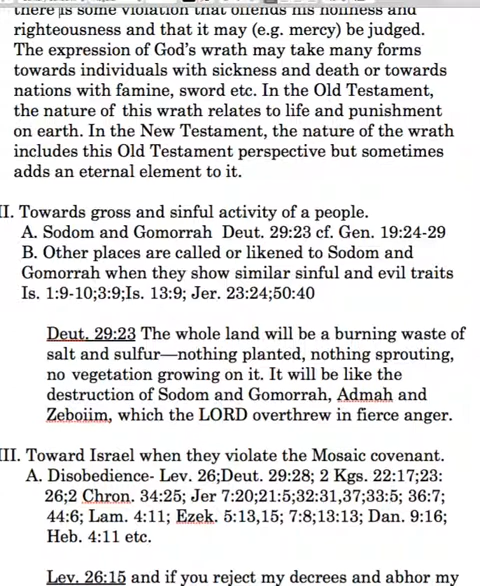 there is some violation that offends his holiness and
righteousness and that it may (e.g. mercy) be judged.
The expression of God’s wrath may take many forms
towards individuals with sickness and death or towards
nations with famine, sword etc. In the Old Testament,
the nature of this wrath relates to life and punishment
on earth. In the New Testament, the nature of the wrath
includes this Old Testament perspective but sometimes
adds an eternal element to it.
II. Towards gross and sinful activity of a people.
A. Sodom and Gomorrah Deut. 29:23 cf. Gen. 19:24-29
B. Other places are called or likened to Sodom and
Gomorrah when they show similar sinful and evil traits
Is. 1:9-10;3:9;Is. 13:9; Jer. 23:24;50:40
Deut. 29:23 The whole land will be a burning waste of
salt and sulfur—nothing planted, nothing sprouting,
no vegetation growing on it. It will be like the
destruction of Sodom and Gomorrah, Admah and
Zeboiim, which the LORD overthrew in fierce anger.
III. Toward Israel when they violate the Mosaic covenant.
A. Disobedience- Lev. 26;Deut. 29:28; 2 Kgs. 22:17;23:
26;2 Chron. 34:25; Jer 7:20;21:5;32:31,37;33:5; 36:7;
44:6; Lam. 4:11; Ezek. 5:13,15; 7:8;13:13; Dan. 9:16;
Heb. 4:11 etc.
Lev. 26:15 and if you reject my decrees and abhor my